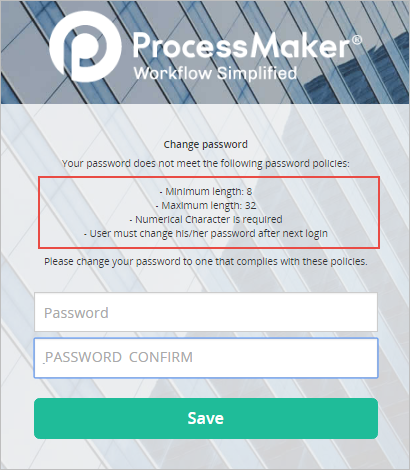 ProcessMaker®
Workflow Simplified
Change password
Your password does not meet the following password policies:
- Minimum length: 8
- Maximum length: 32
- Numerical Character is required
- User must change his/her password after next login
Please change your password to one that complies with these policies.
Password
PASSWORD CONFIRM
Save